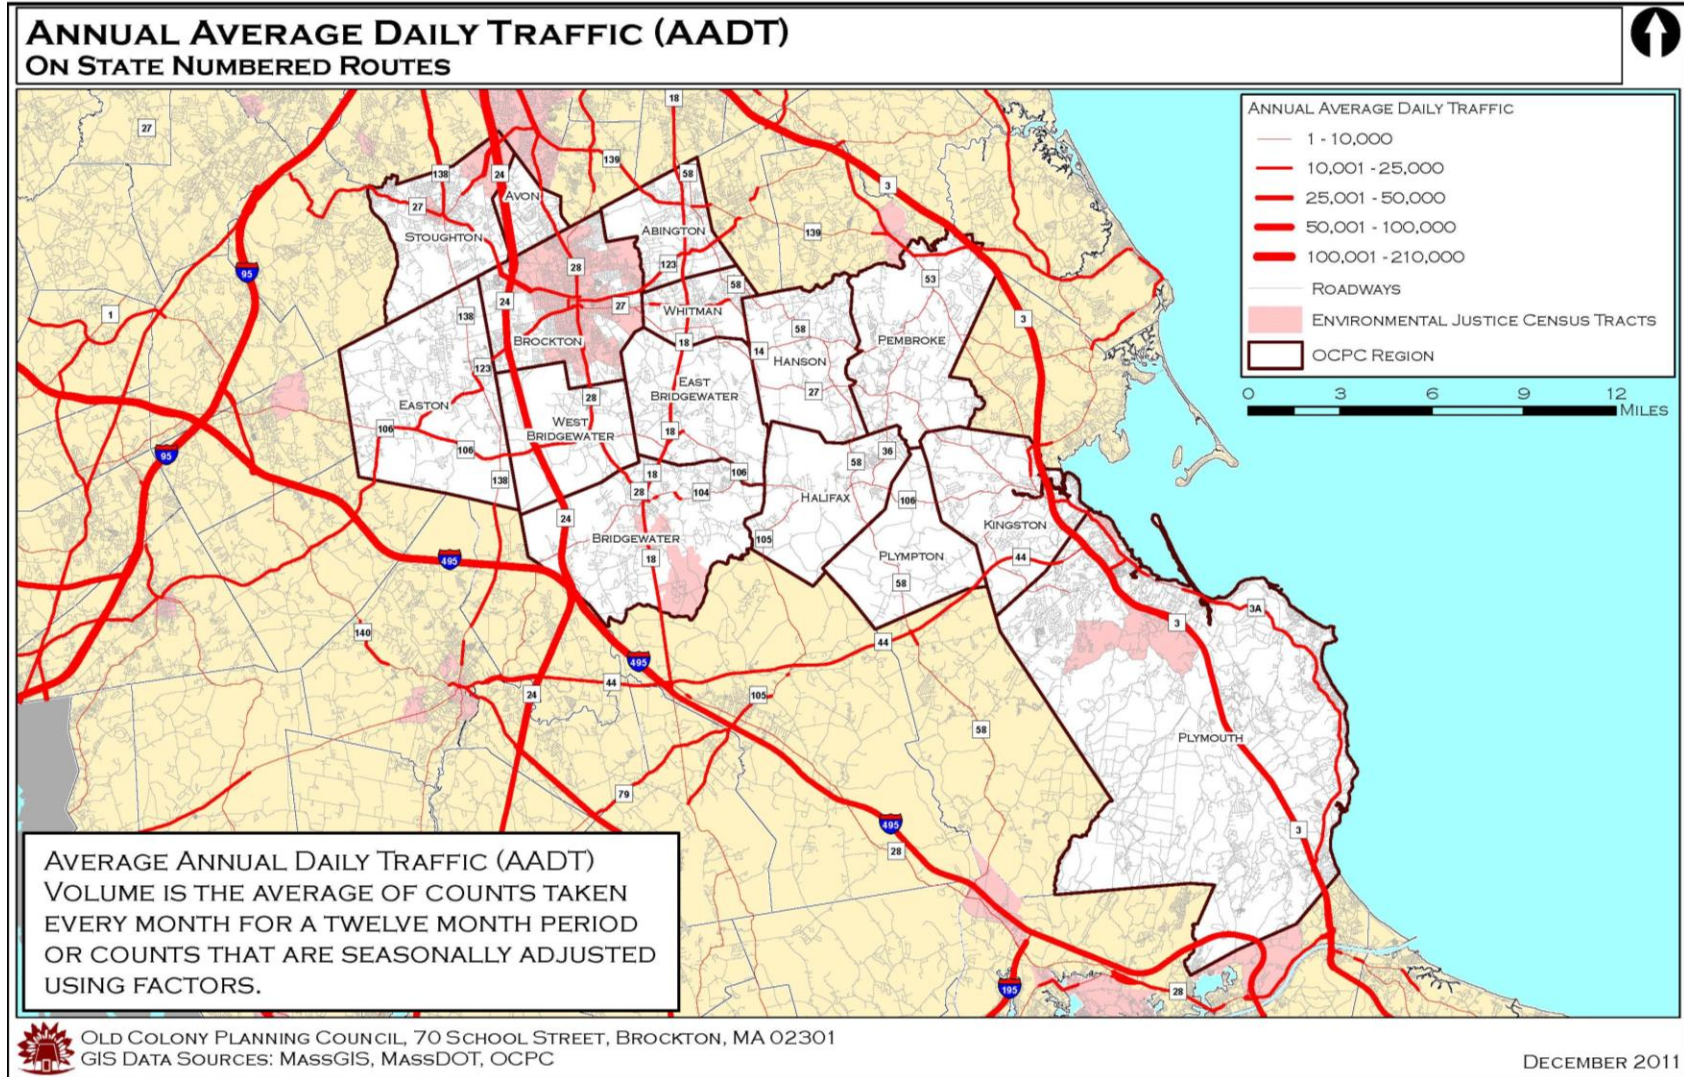 ANNUAL AVERAGE DAILY TRAFFIC (AADT)
ON STATE NUMBERED ROUTES
ANNUAL AVERAGE DAILY TRAFFIC
1 - 10,000
10,001 - 25,000
25,001 - 50,000
50,001 - 100,000
100,001 - 210,000
ROADWAYS
ENVIRONMENTAL JUSTICE CENSUS TRACTS
OCPC REGION
0 3 6 9 12
MILES
18
27
139
138
24
58
3
AVON
27
ABINGTON
139
STOUGHTON
123
28
53
95
58
24
27
138
1
WHITMAN
3
58
BROCKTON
18
14
PEMBROKE
HANSON
123
EAST
BRIDGEWATER
27
28
EASTON
WEST
BRIDGEWATER
106
18
106
36
95
58
138
18
106
28
104
HALIFAX
106
24
KINGSTON
BRIDGEWATER
105
495
18
PLYMPTON
44
58
3A
3
140
44
495
44
24
105
58
PLYMOUTH
79
495
3
28
195
28
AVERAGE ANNUAL DAILY TRAFFIC (AADT)
VOLUME IS THE AVERAGE OF COUNTS TAKEN
EVERY MONTH FOR A TWELVE MONTH PERIOD
OR COUNTS THAT ARE SEASONALLY ADJUSTED
USING FACTORS.
OLD COLONY PLANNING COUNCIL, 70 SCHOOL STREET, BROCKTON, MA 02301
GIS DATA SOURCES: MASSGIS, MASSDOT, OCPC
DECEMBER 2011